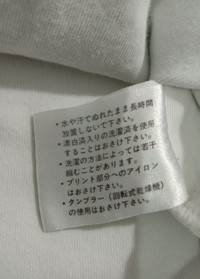 ・水や汗でぬれたまま長時間
放置しないで下さい。
・漂白済入りの洗濯済を使用
することはおさけ下さい。
・洗濯の方法によっては若干
縮むことがあります。
・プリント部分へのアイロン
はおさけ下さい。
・タンブラー（回転式乾燥機）
の使用はおさけ下さい。